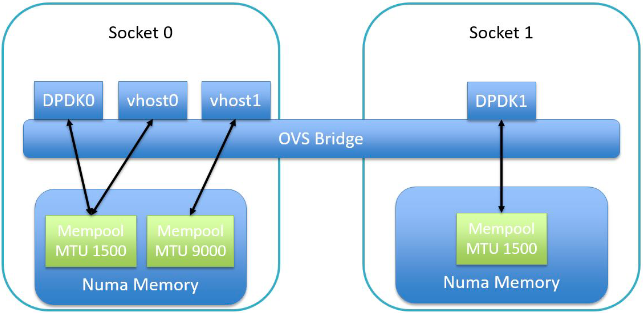 Socket 0
Socket 1
DPDK0
vhost0
vhost1
DPDK1
OVS Bridge
Mempool
MTU 1500
Mempool
MTU 9000
Mempool
MTU 1500
Numa Memory
Numa Memory